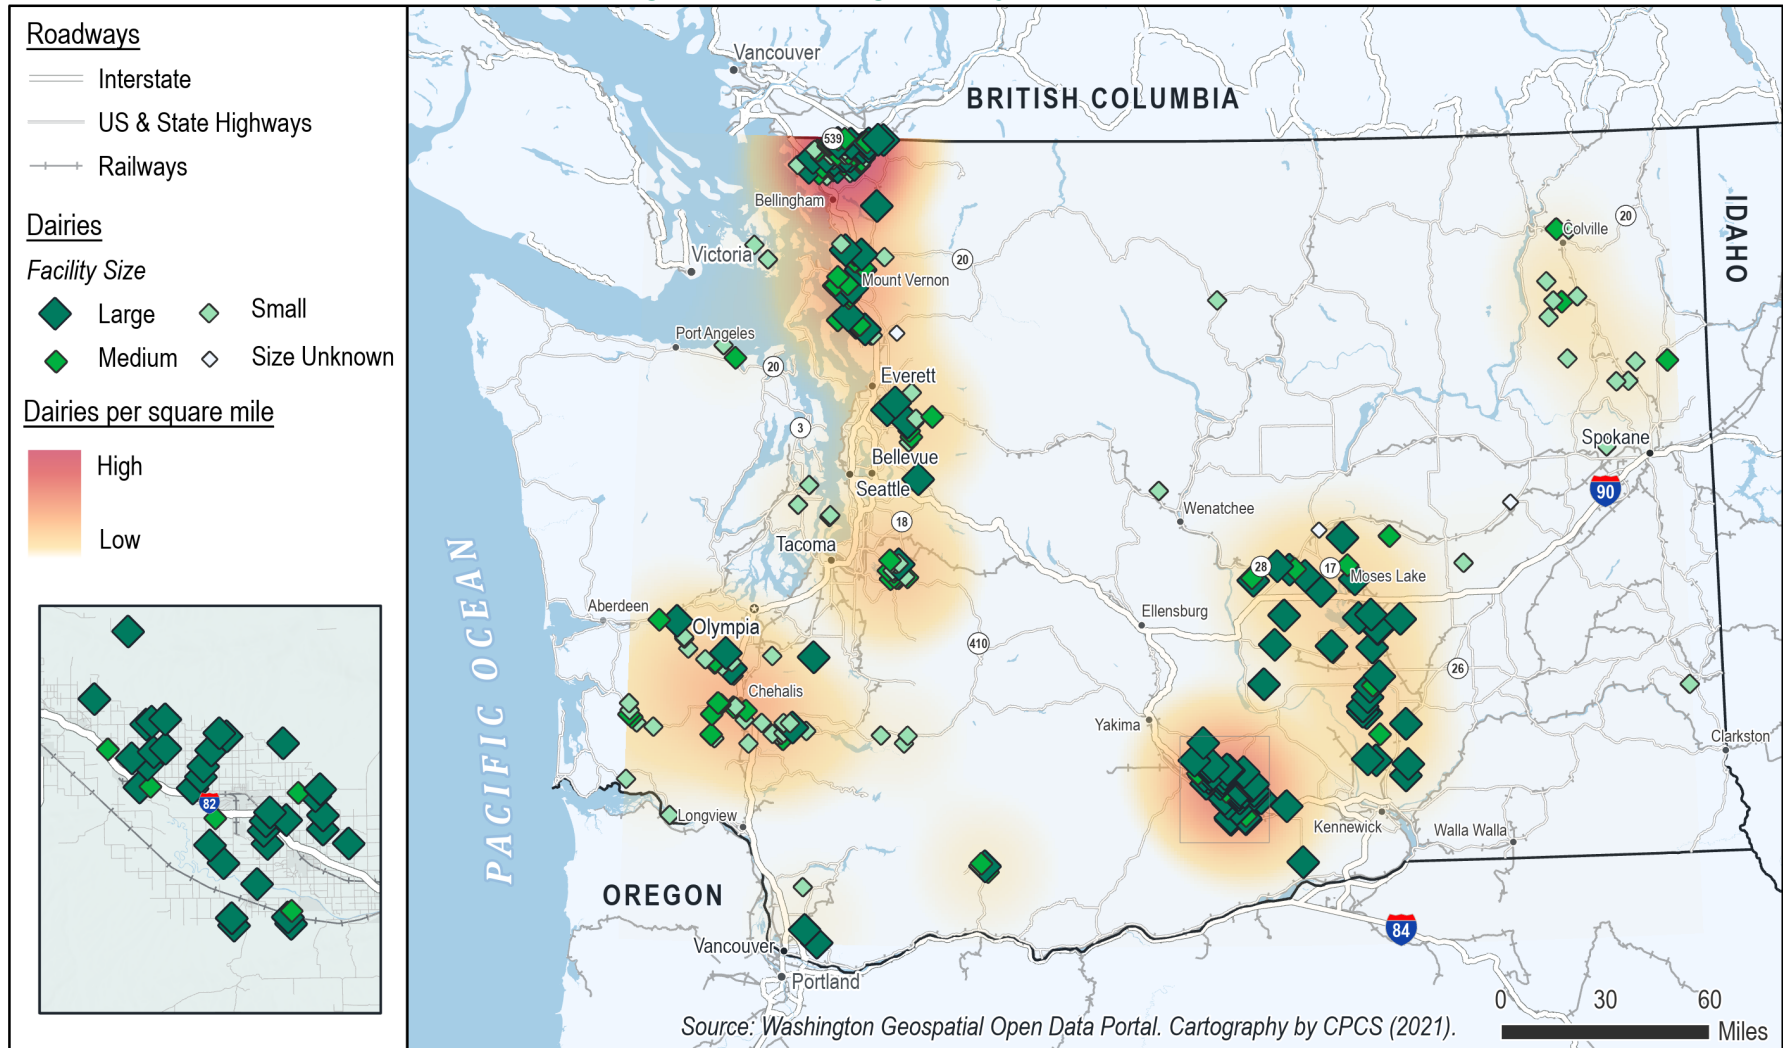 Roadways
Interstate
US & State Highways
Railways
Dairies
Facility Size
Large
Small
Medium
Size Unknown
Dairies per square mile
High
Low
82
Vancouver
BRITISH COLUMBIA
539
Bellingham
Victoria
20
Mount Vernon
Port Angeles
20
Everett
3
Bellevue
Seattle
18
Tacoma
Aberdeen
Olympia
410
Chehalis
Longview
PACIFIC OCEAN
OREGON
Vancouver
Portland
20
Colville
IDAHO
Spokane
90
Wenatchee
28
17
Moses Lake
Ellensburg
26
Yakima
Clarkston
Kennewick
Walla Walla
84
0 30 60
Miles
Source: Washington Geospatial Open Data Portal. Cartography by CPCS (2021).